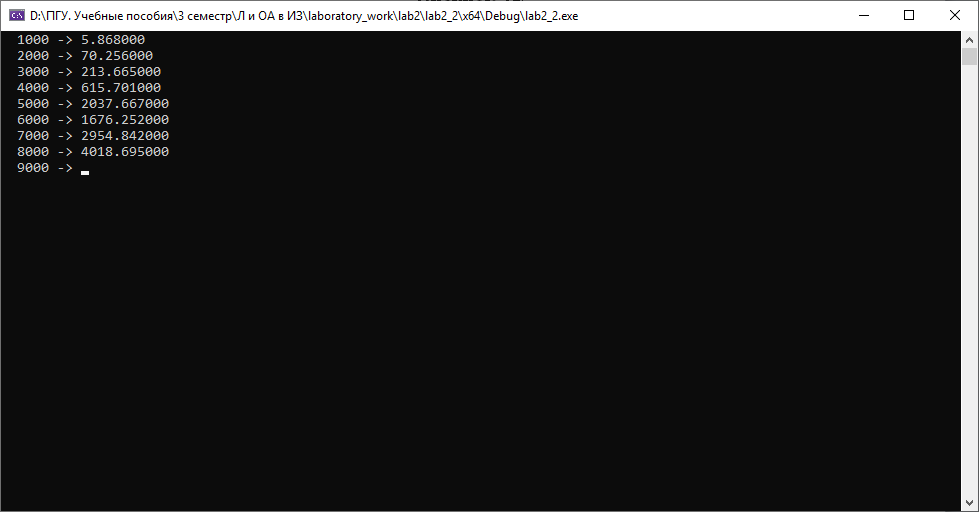 D:\ПГУ. Учебные пособия\3 семестр\Л и ОА в ИЗ\laboratory_work\lab2\lab2_2\x64\Debug\lab2_2.exe
1000 -> 5.868000
2000 -> 70.256000
3000 -> 213.665000
4000 -> 615.701000
5000 -> 2037.667000
6000 -> 1676.252000
7000 -> 2954.842000
8000 -> 4018.695000
9000 ->